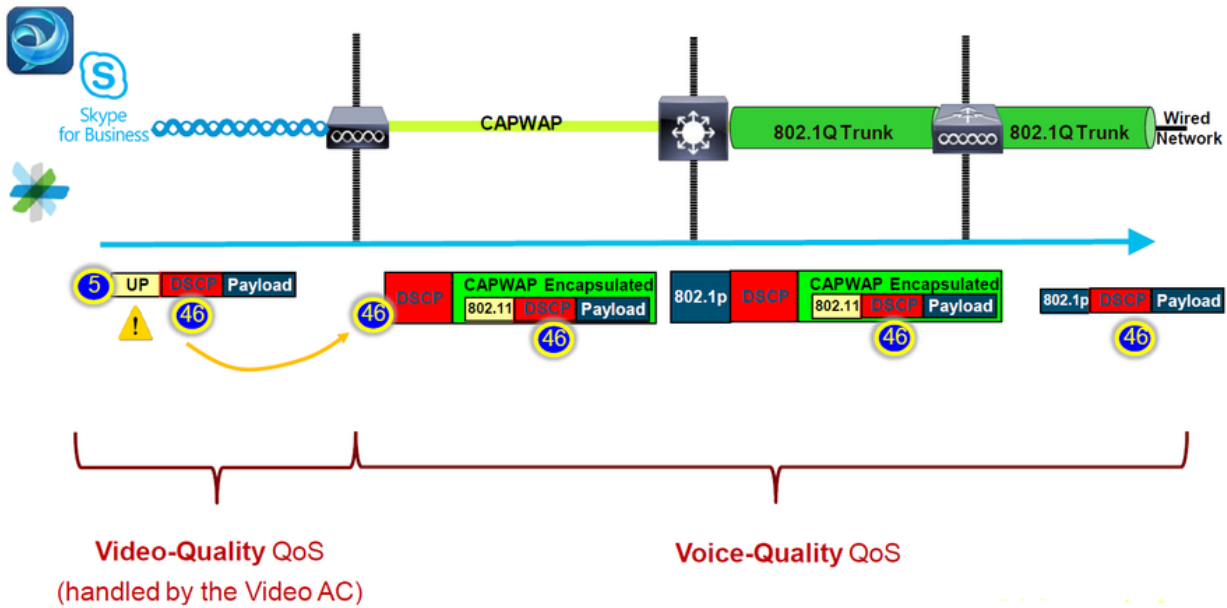 S
Skype
for Business
CAPWAP
802.1Q Trunk
802.1Q Trunk
Wired
Network
5
UP
DSCP
Payload
!
46
46
DSCP
CAPWAP Encapsulated
802.11
DSCP
Payload
46
802.1p
DSCP
CAPWAP Encapsulated
802.11
DSCP
Payload
46
802.1p
DSCP
Payload
46
Video-Quality QoS
(handled by the Video AC)
Voice-Quality QoS